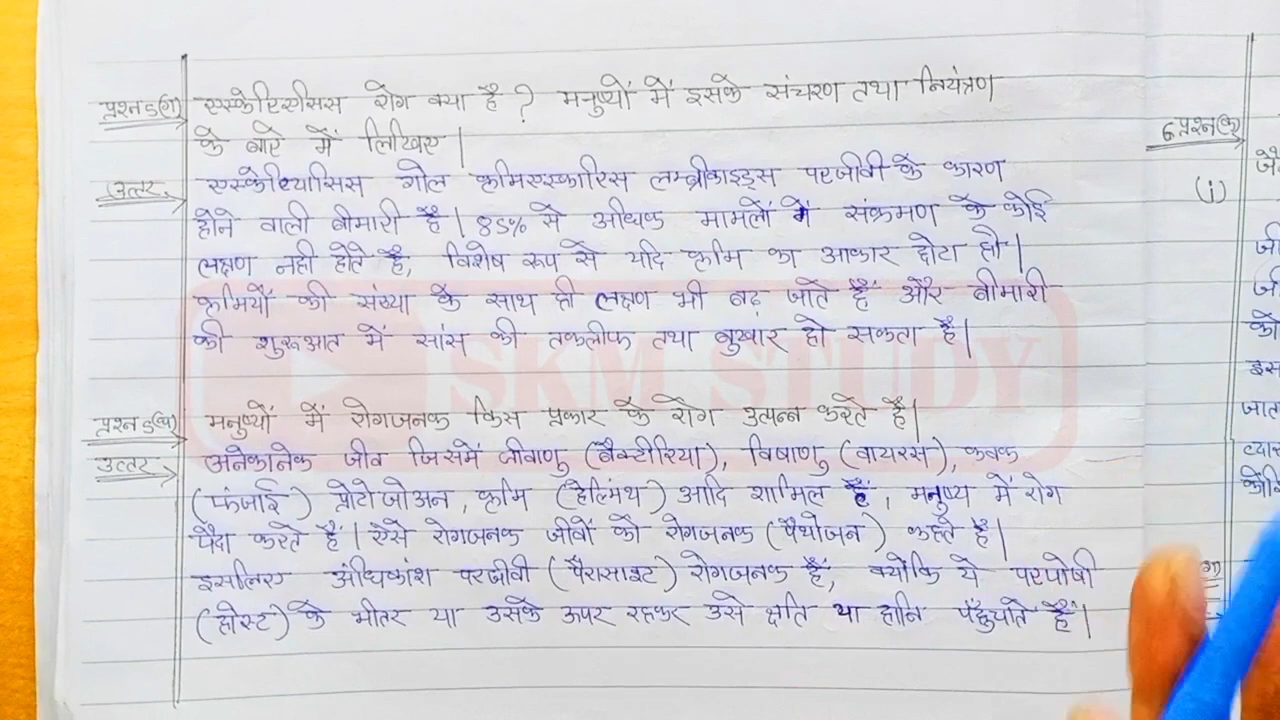 प्रश्न 5(ग) एस्केरिएसिस रोग क्या है? मनुष्यों में इसके संचरण तथा नियंत्रण
के बारे में लिखिए।
उत्तर. एस्केरियासिस गोल कृमिएस्कारिस लम्ब्रीकाइड्स परजीवी के कारण
होने वाली बीमारी है। 85% से अधिक मामलों में संक्रमण के कोई
लक्षण नही होते है, विशेष रूप से यदि कृमि का आकार छोटा हो।
कृमियों की संख्या के साथ ही लक्षण भी बढ़ जाते हैं और बीमारी
की शुरुआत में सांस की तकलीफ तथा बुखार हो सकता है।
SKM STUDY
प्रश्न 5(घ) मनुष्यों में रोगजनक किस प्रकार के रोग उत्पन्न करते है।
उत्तर अनेकानेक जीव जिसमें जीवाणु (बैक्टीरिया), विषाणु (वायरस), कवक
(फंजाई) प्रोटोजोअन, कृमि (हेल्मिंथ) आदि शामिल हैं, मनुष्य में रोग
पैदा करते हैं। ऐसे रोगजनक जीवों को रोगजनक (पैथोजन) कहते है।
इसलिए अधिकांश परजीवी (पैरासाइट) रोगजनक हैं, क्योंकि ये परपोषी
(होस्ट) के भीतर या उसके ऊपर रहकर उसे क्षति या हानि पँहुचाते हैं।
6 प्रश्न(क)
(i)